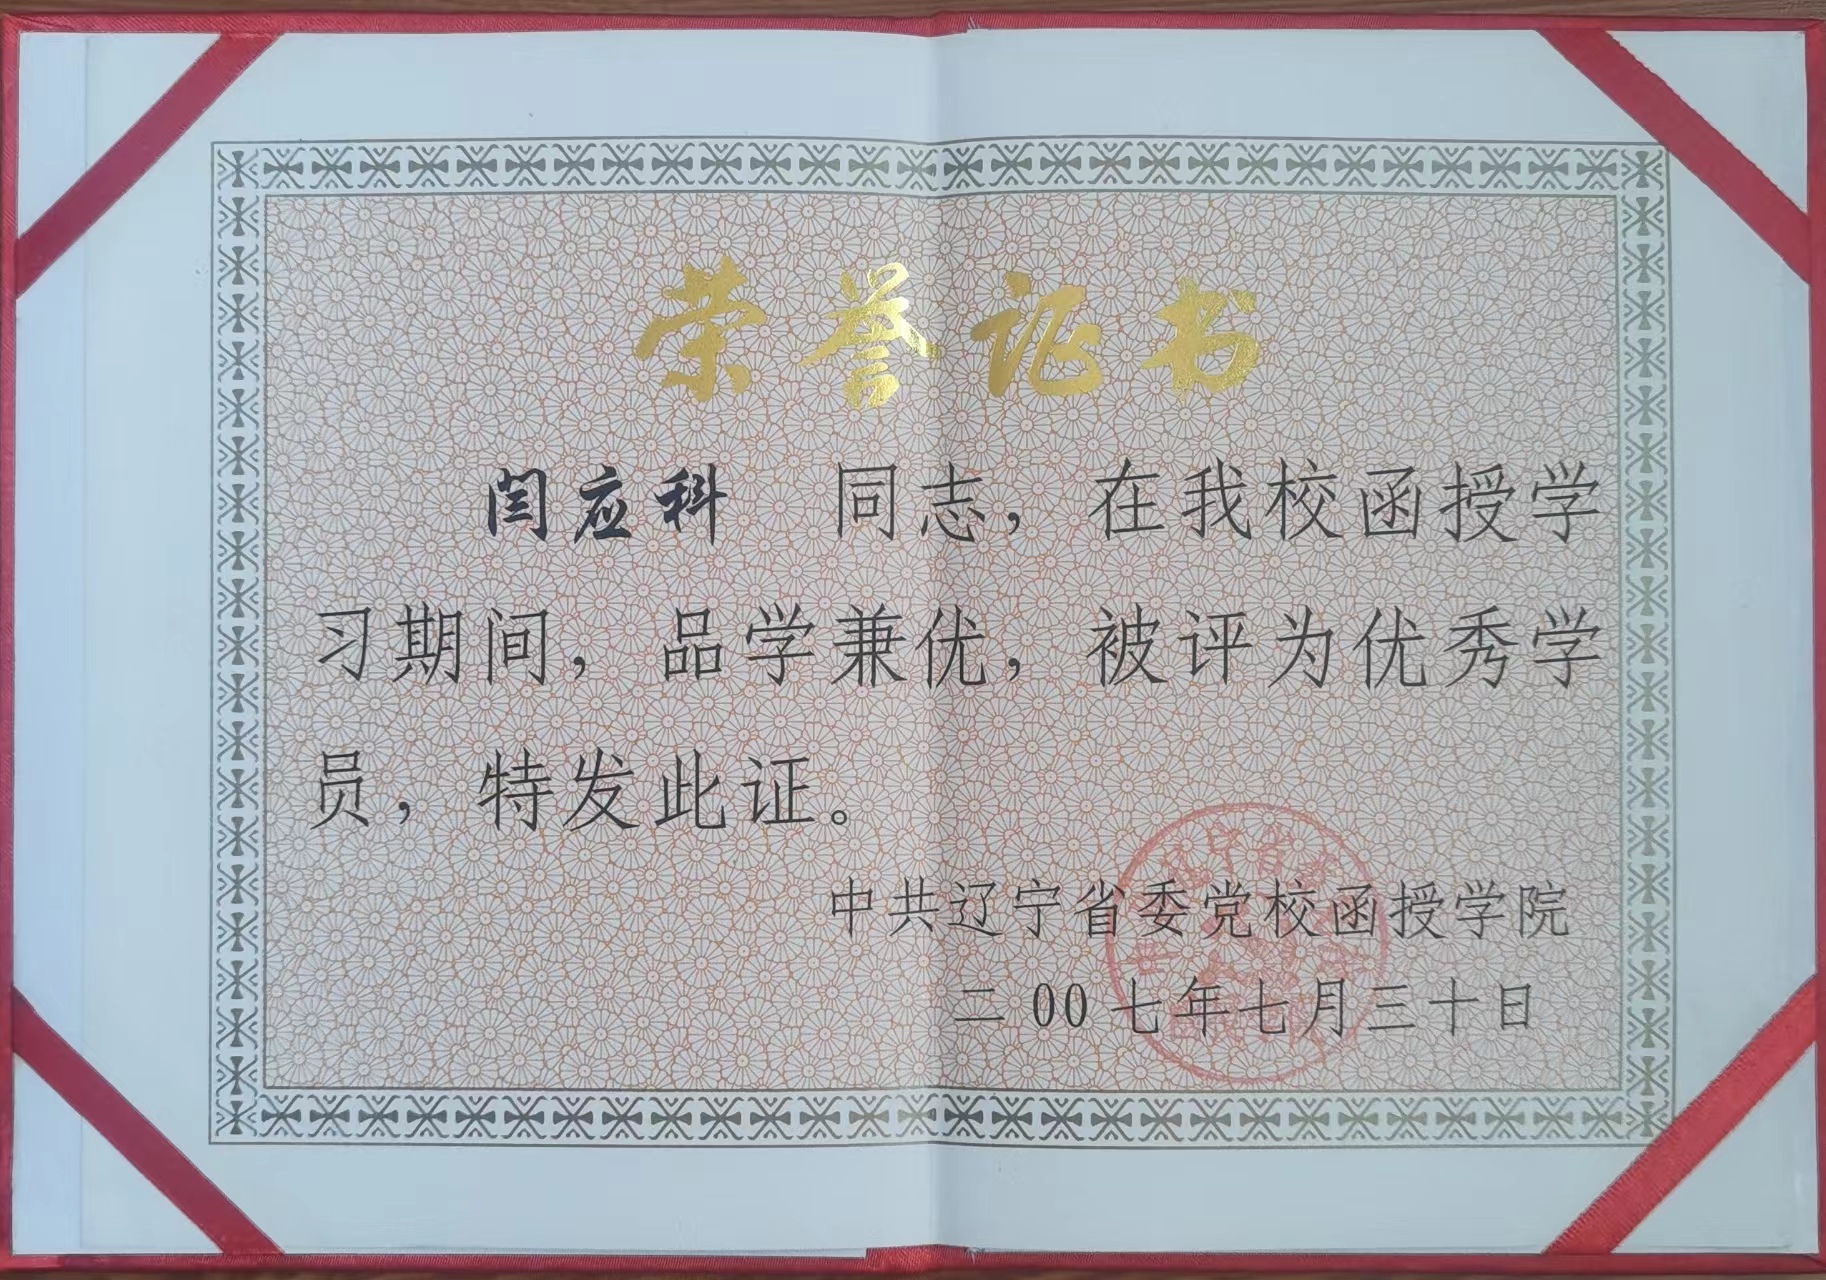 荣誉证书
闫应科 同志，在我校函授学
习期间，品学兼优，被评为优秀学
员，特发此证。
中共辽宁省委党校函授学院
二00七年七月三十日